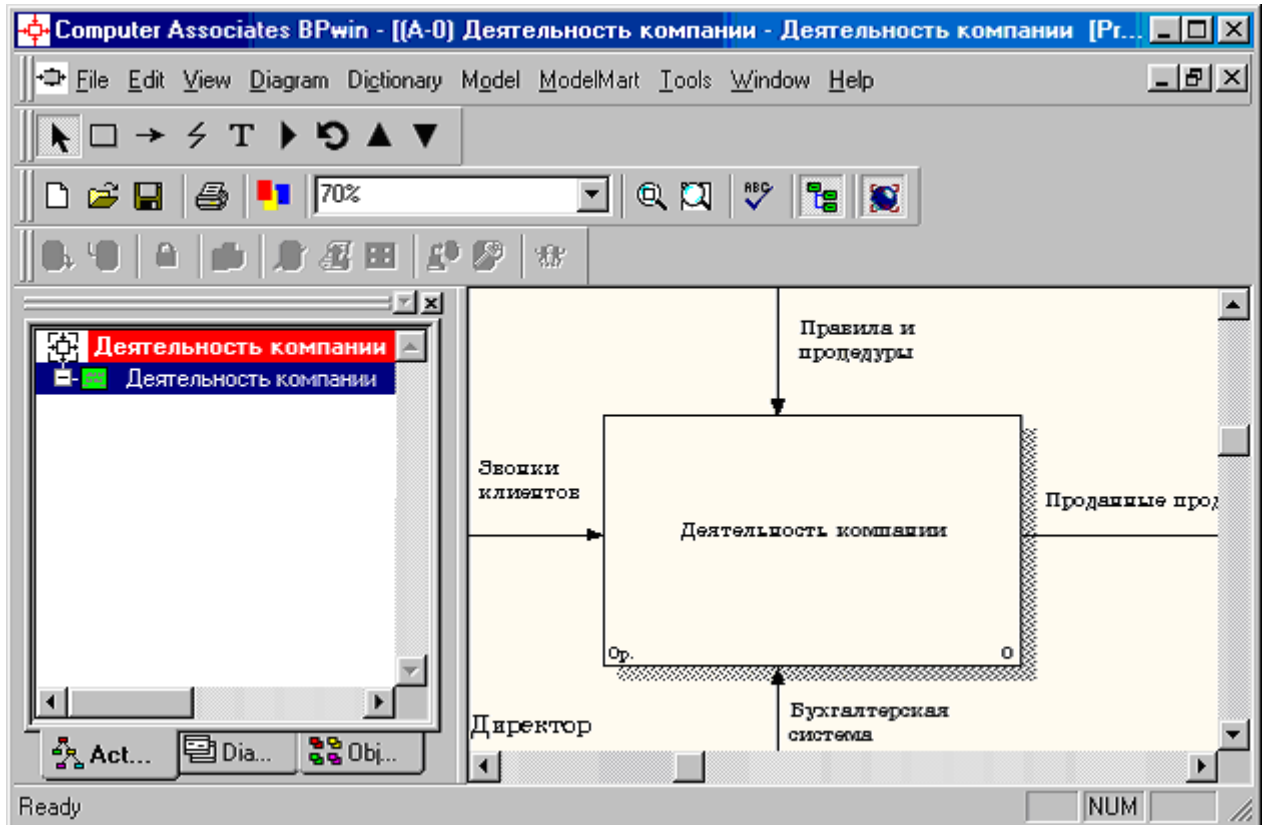 Computer Associates BPwin - [(A-0) Деятельность компании - Деятельность компании [Pr...
File Edit View Diagram Dictionary Model ModelMart Tools Window Help
T
70%
ABC
Деятельность компании
Деятельность компании
Правила и
процедуры
Звонки
клиентов
Деятельность компании
Проданные прод
0р.
0
Директор
Бухгалтерская
система
Act...
Dia...
Obj...
Ready
NUM